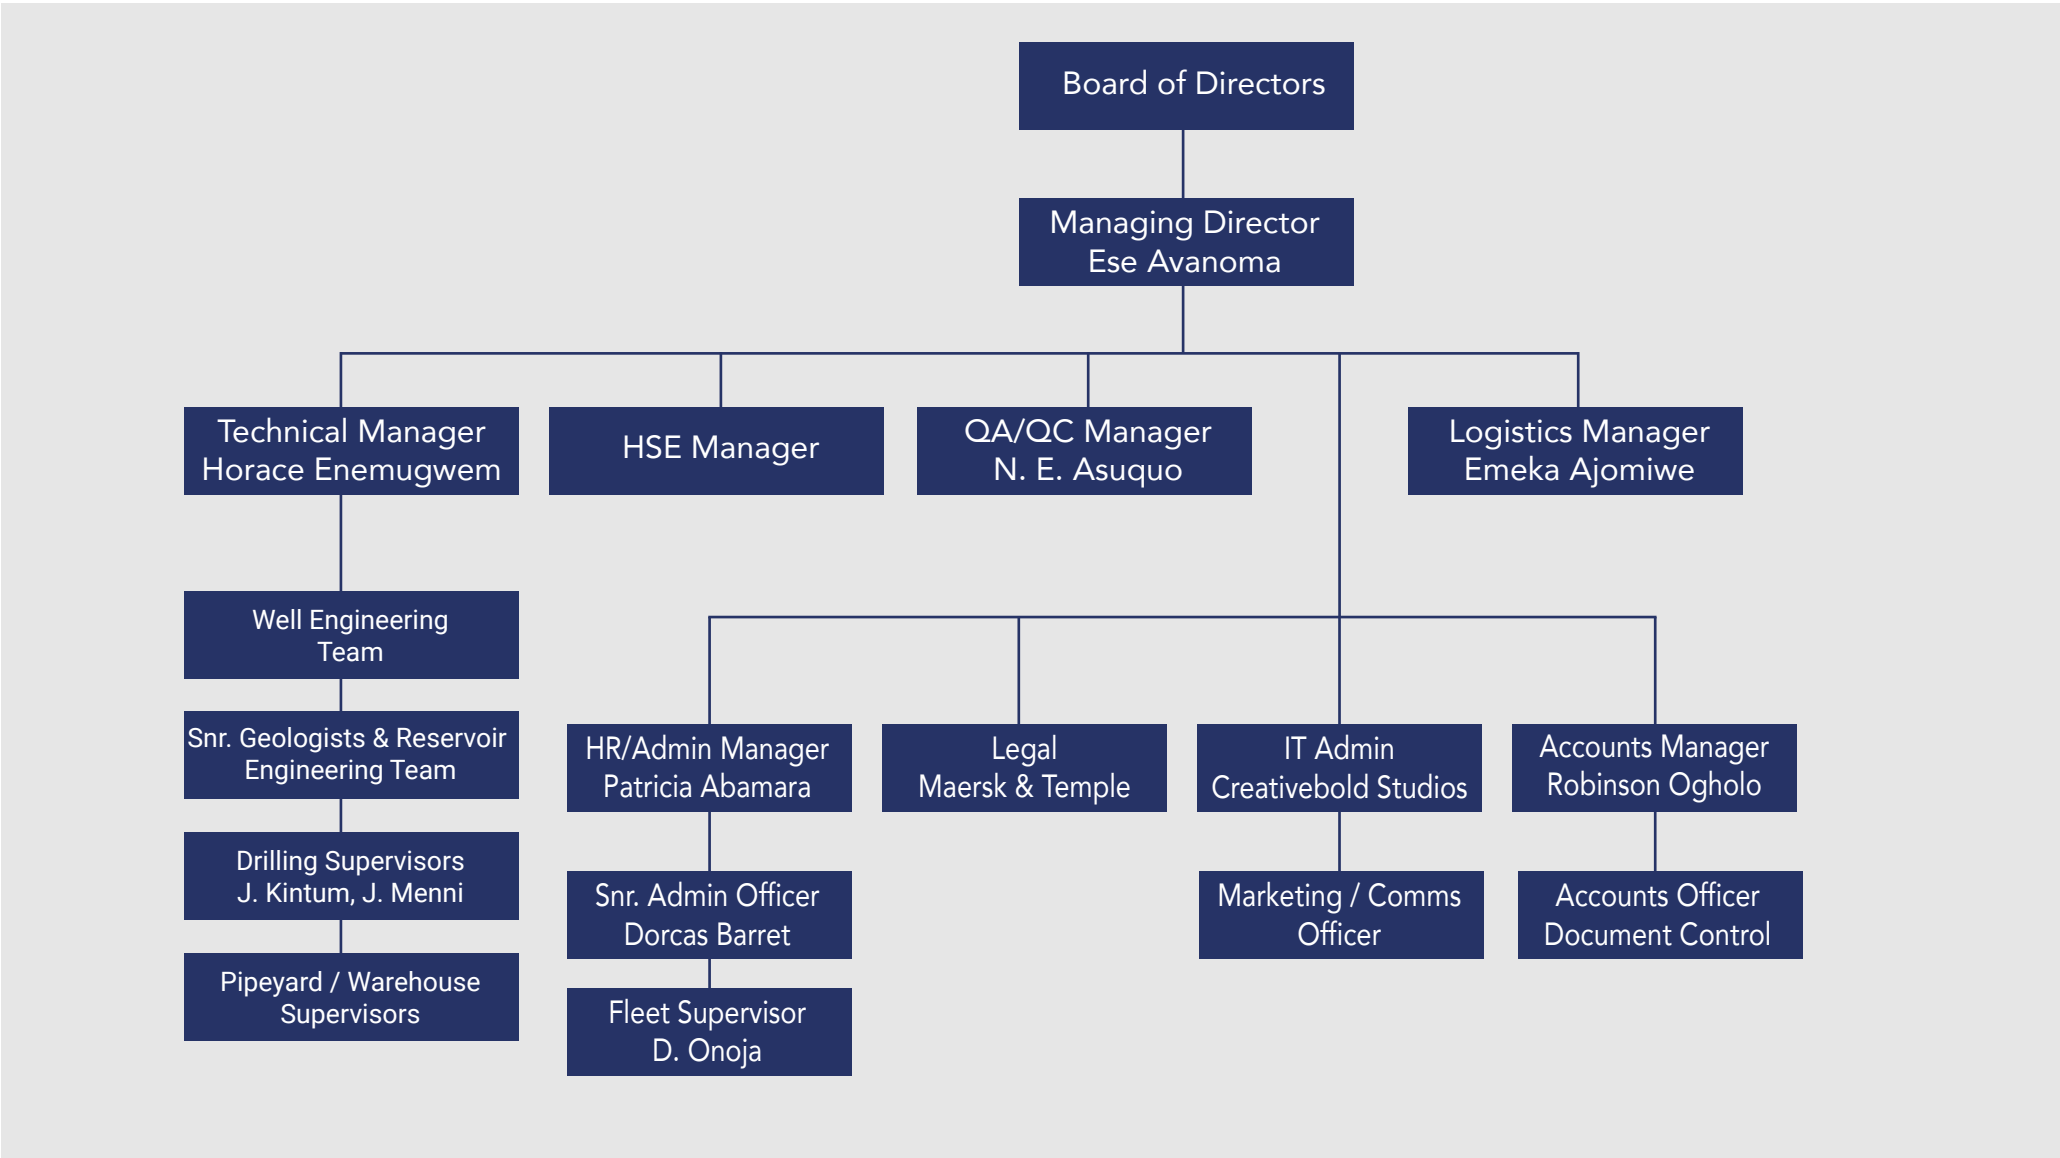 Board of Directors
Managing Director
Ese Avanoma
Technical Manager
Horace Enemugwem
HSE Manager
QA/QC Manager
N. E. Asuquo
Logistics Manager
Emeka Ajomiwe
Well Engineering
Team
Snr. Geologists & Reservoir
Engineering Team
Drilling Supervisors
J. Kintum, J. Menni
Pipeyard / Warehouse
Supervisors
HR/Admin Manager
Patricia Abamara
Legal
Maersk & Temple
IT Admin
Creativebold Studios
Accounts Manager
Robinson Ogholo
Snr. Admin Officer
Dorcas Barret
Marketing / Comms
Officer
Accounts Officer
Document Control
Fleet Supervisor
D. Onoja